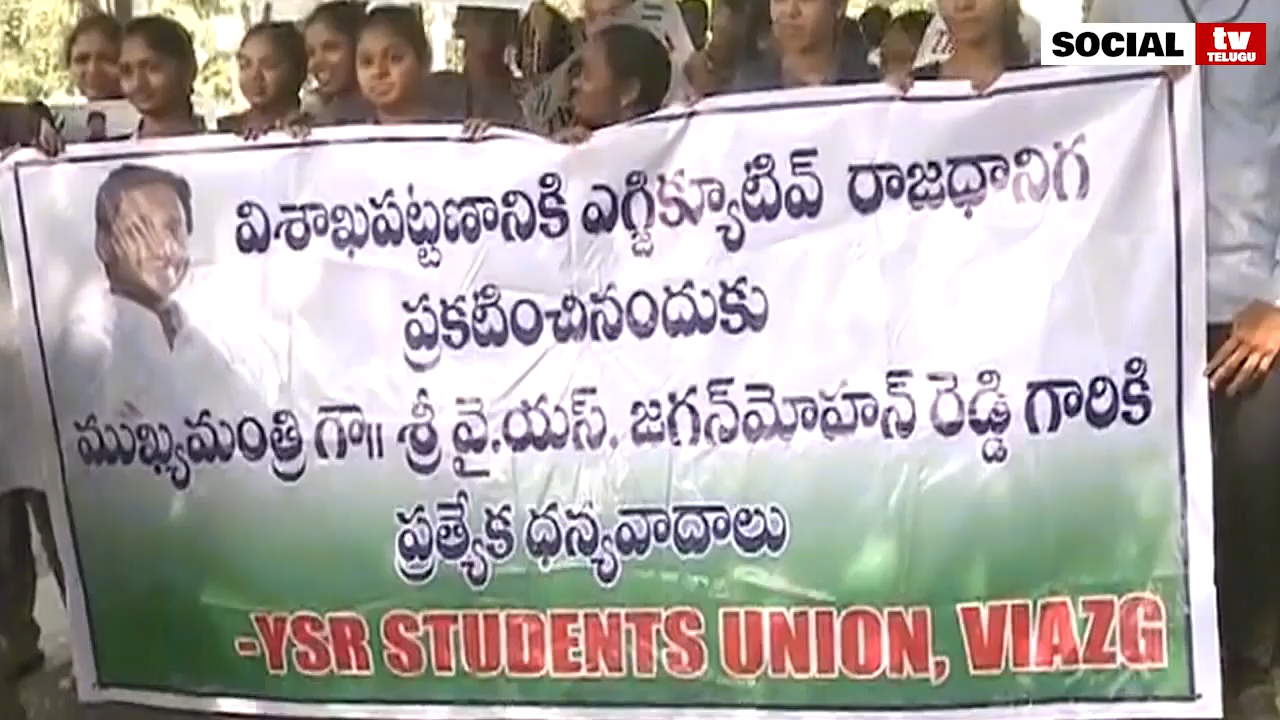 SOCIAL tv TELUGU
విశాఖపట్టణానికి ఎగ్జిక్యూటివ్ రాజధానిగ
ప్రకటించినందుకు
ముఖ్యమంత్రి గౌ|| శ్రీ వై.యస్. జగన్‌మోహన్ రెడ్డి గారికి
ప్రత్యేక ధన్యవాదాలు
-YSR STUDENTS UNION, VIAZG